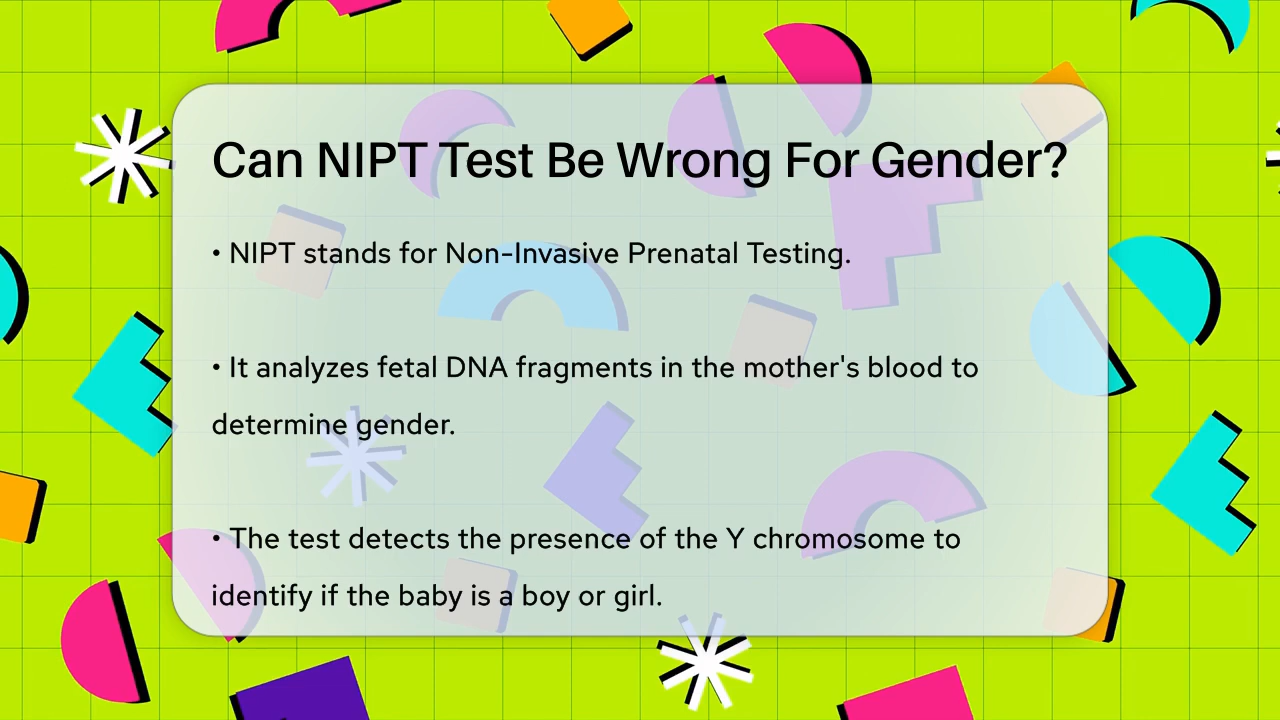 Can NIPT Test Be Wrong For Gender?
• NIPT stands for Non-Invasive Prenatal Testing.
• It analyzes fetal DNA fragments in the mother's blood to
determine gender.
• The test detects the presence of the Y chromosome to
identify if the baby is a boy or girl.